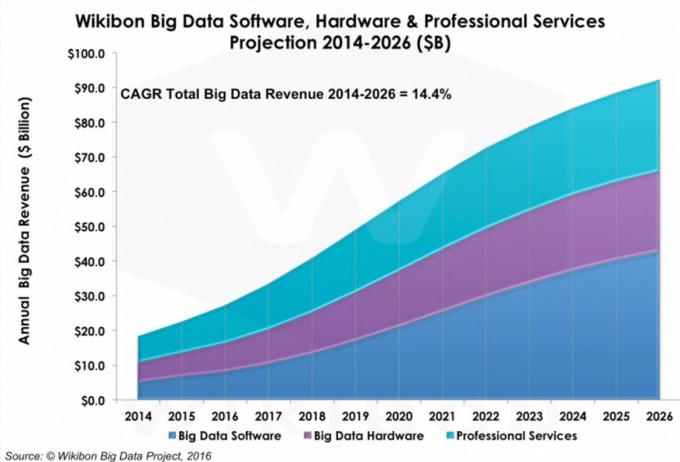 Wikibon Big Data Software, Hardware & Professional Services
Projection 2014-2026 ($B)
CAGR Total Big Data Revenue 2014-2026 = 14.4%
Annual Big Data Revenue ($ Billion)
$100.0
$90.0
$80.0
$70.0
$60.0
$50.0
$40.0
$30.0
$20.0
$10.0
$0.0
2014 2015 2016 2017 2018 2019 2020 2021 2022 2023 2024 2025 2026
Big Data Software Big Data Hardware Professional Services
Source: © Wikibon Big Data Project, 2016